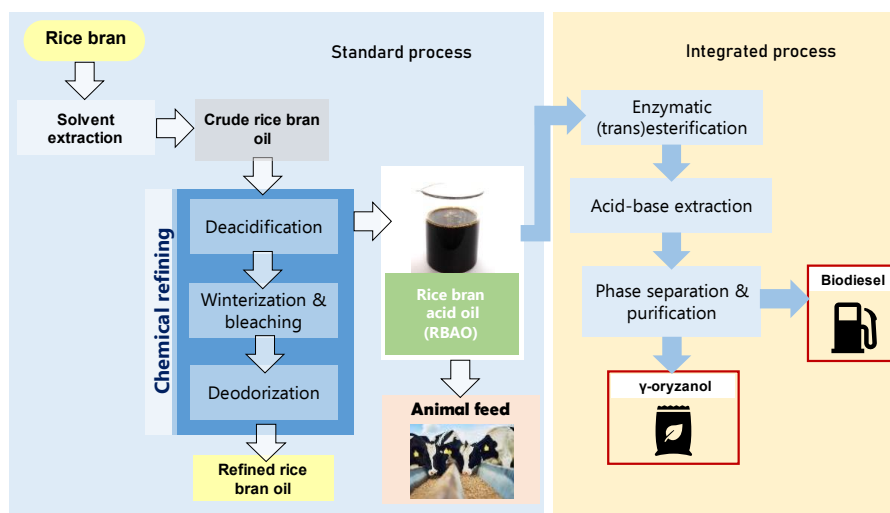 Rice bran
Standard process
Integrated process
Solvent
extraction
Crude rice bran
oil
Enzymatic
(trans)esterification
Chemical refining
Deacidification
Acid-base extraction
Winterization &
bleaching
Rice bran
acid oil
(RBAO)
Phase separation &
purification
Biodiesel
Deodorization
Animal feed
γ-oryzanol
Refined rice
bran oil